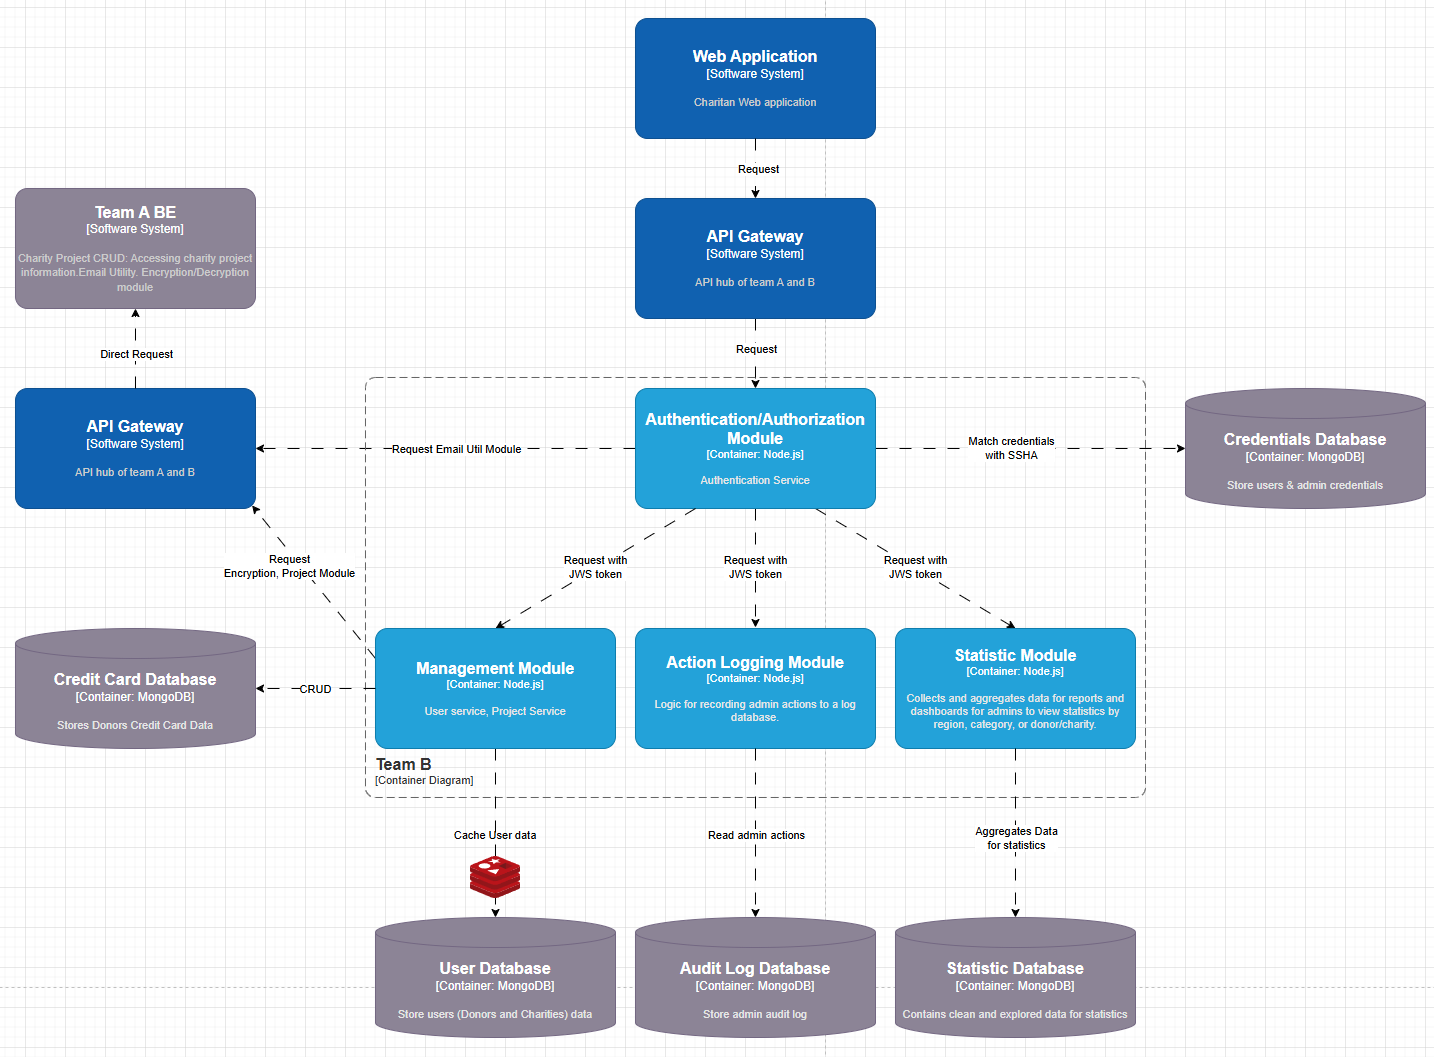 Web Application
[Software System]
Charitan Web application
Request
API Gateway
[Software System]
API hub of team A and B
Request
Team A BE
[Software System]
Charity Project CRUD: Accessing charity project
information.Email Utility. Encryption/Decryption
module
Direct Request
API Gateway
[Software System]
API hub of team A and B
Request Email Util Module
Authentication/Authorization
Module
[Container: Node.js]
Authentication Service
Match credentials
with SSHA
Credentials Database
[Container: MongoDB]
Store users & admin credentials
Request
Encryption, Project Module
Request with
JWS token
Request with
JWS token
Request with
JWS token
Credit Card Database
[Container: MongoDB]
Stores Donors Credit Card Data
CRUD
Management Module
[Container: Node.js]
User service, Project Service
Action Logging Module
[Container: Node.js]
Logic for recording admin actions to a log
database.
Statistic Module
[Container: Node.js]
Collects and aggregates data for reports and
dashboards for admins to view statistics by
region, category, or donor/charity.
Team B
[Container Diagram]
Cache User data
Read admin actions
Aggregates Data
for statistics
User Database
[Container: MongoDB]
Store users (Donors and Charities) data
Audit Log Database
[Container: MongoDB]
Store admin audit log
Statistic Database
[Container: MongoDB]
Contains clean and explored data for statistics